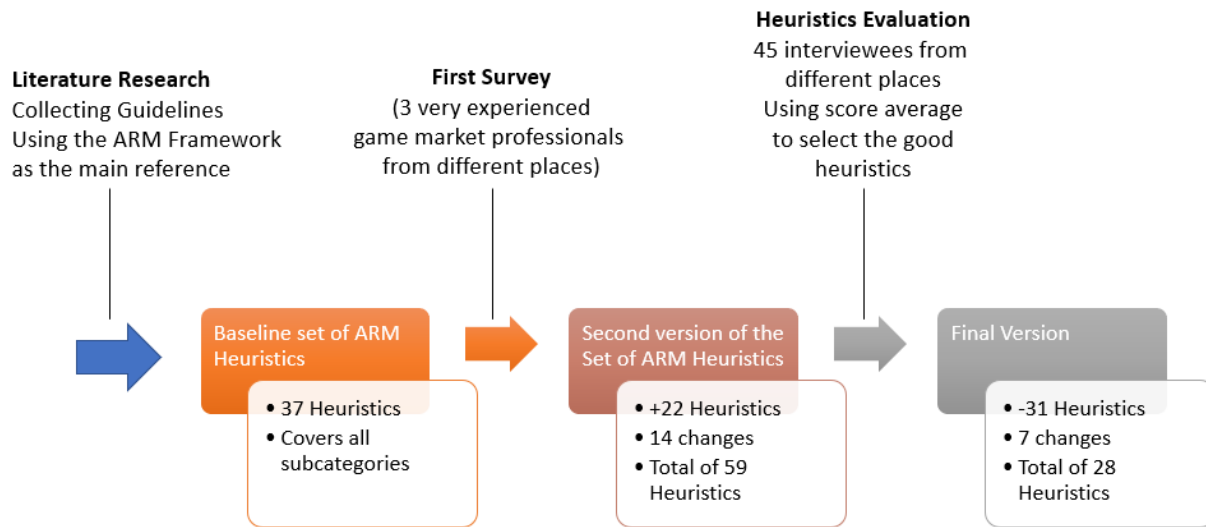 Literature Research
Collecting Guidelines
Using the ARM Framework
as the main reference
First Survey
(3 very experienced
game market professionals
from different places)
Heuristics Evaluation
45 interviewees from
different places
Using score average
to select the good
heuristics
Baseline set of ARM
Heuristics
• 37 Heuristics
• Covers all
subcategories
Second version of the
Set of ARM Heuristics
• +22 Heuristics
• 14 changes
• Total of 59
Heuristics
Final Version
• -31 Heuristics
• 7 changes
• Total of 28
Heuristics